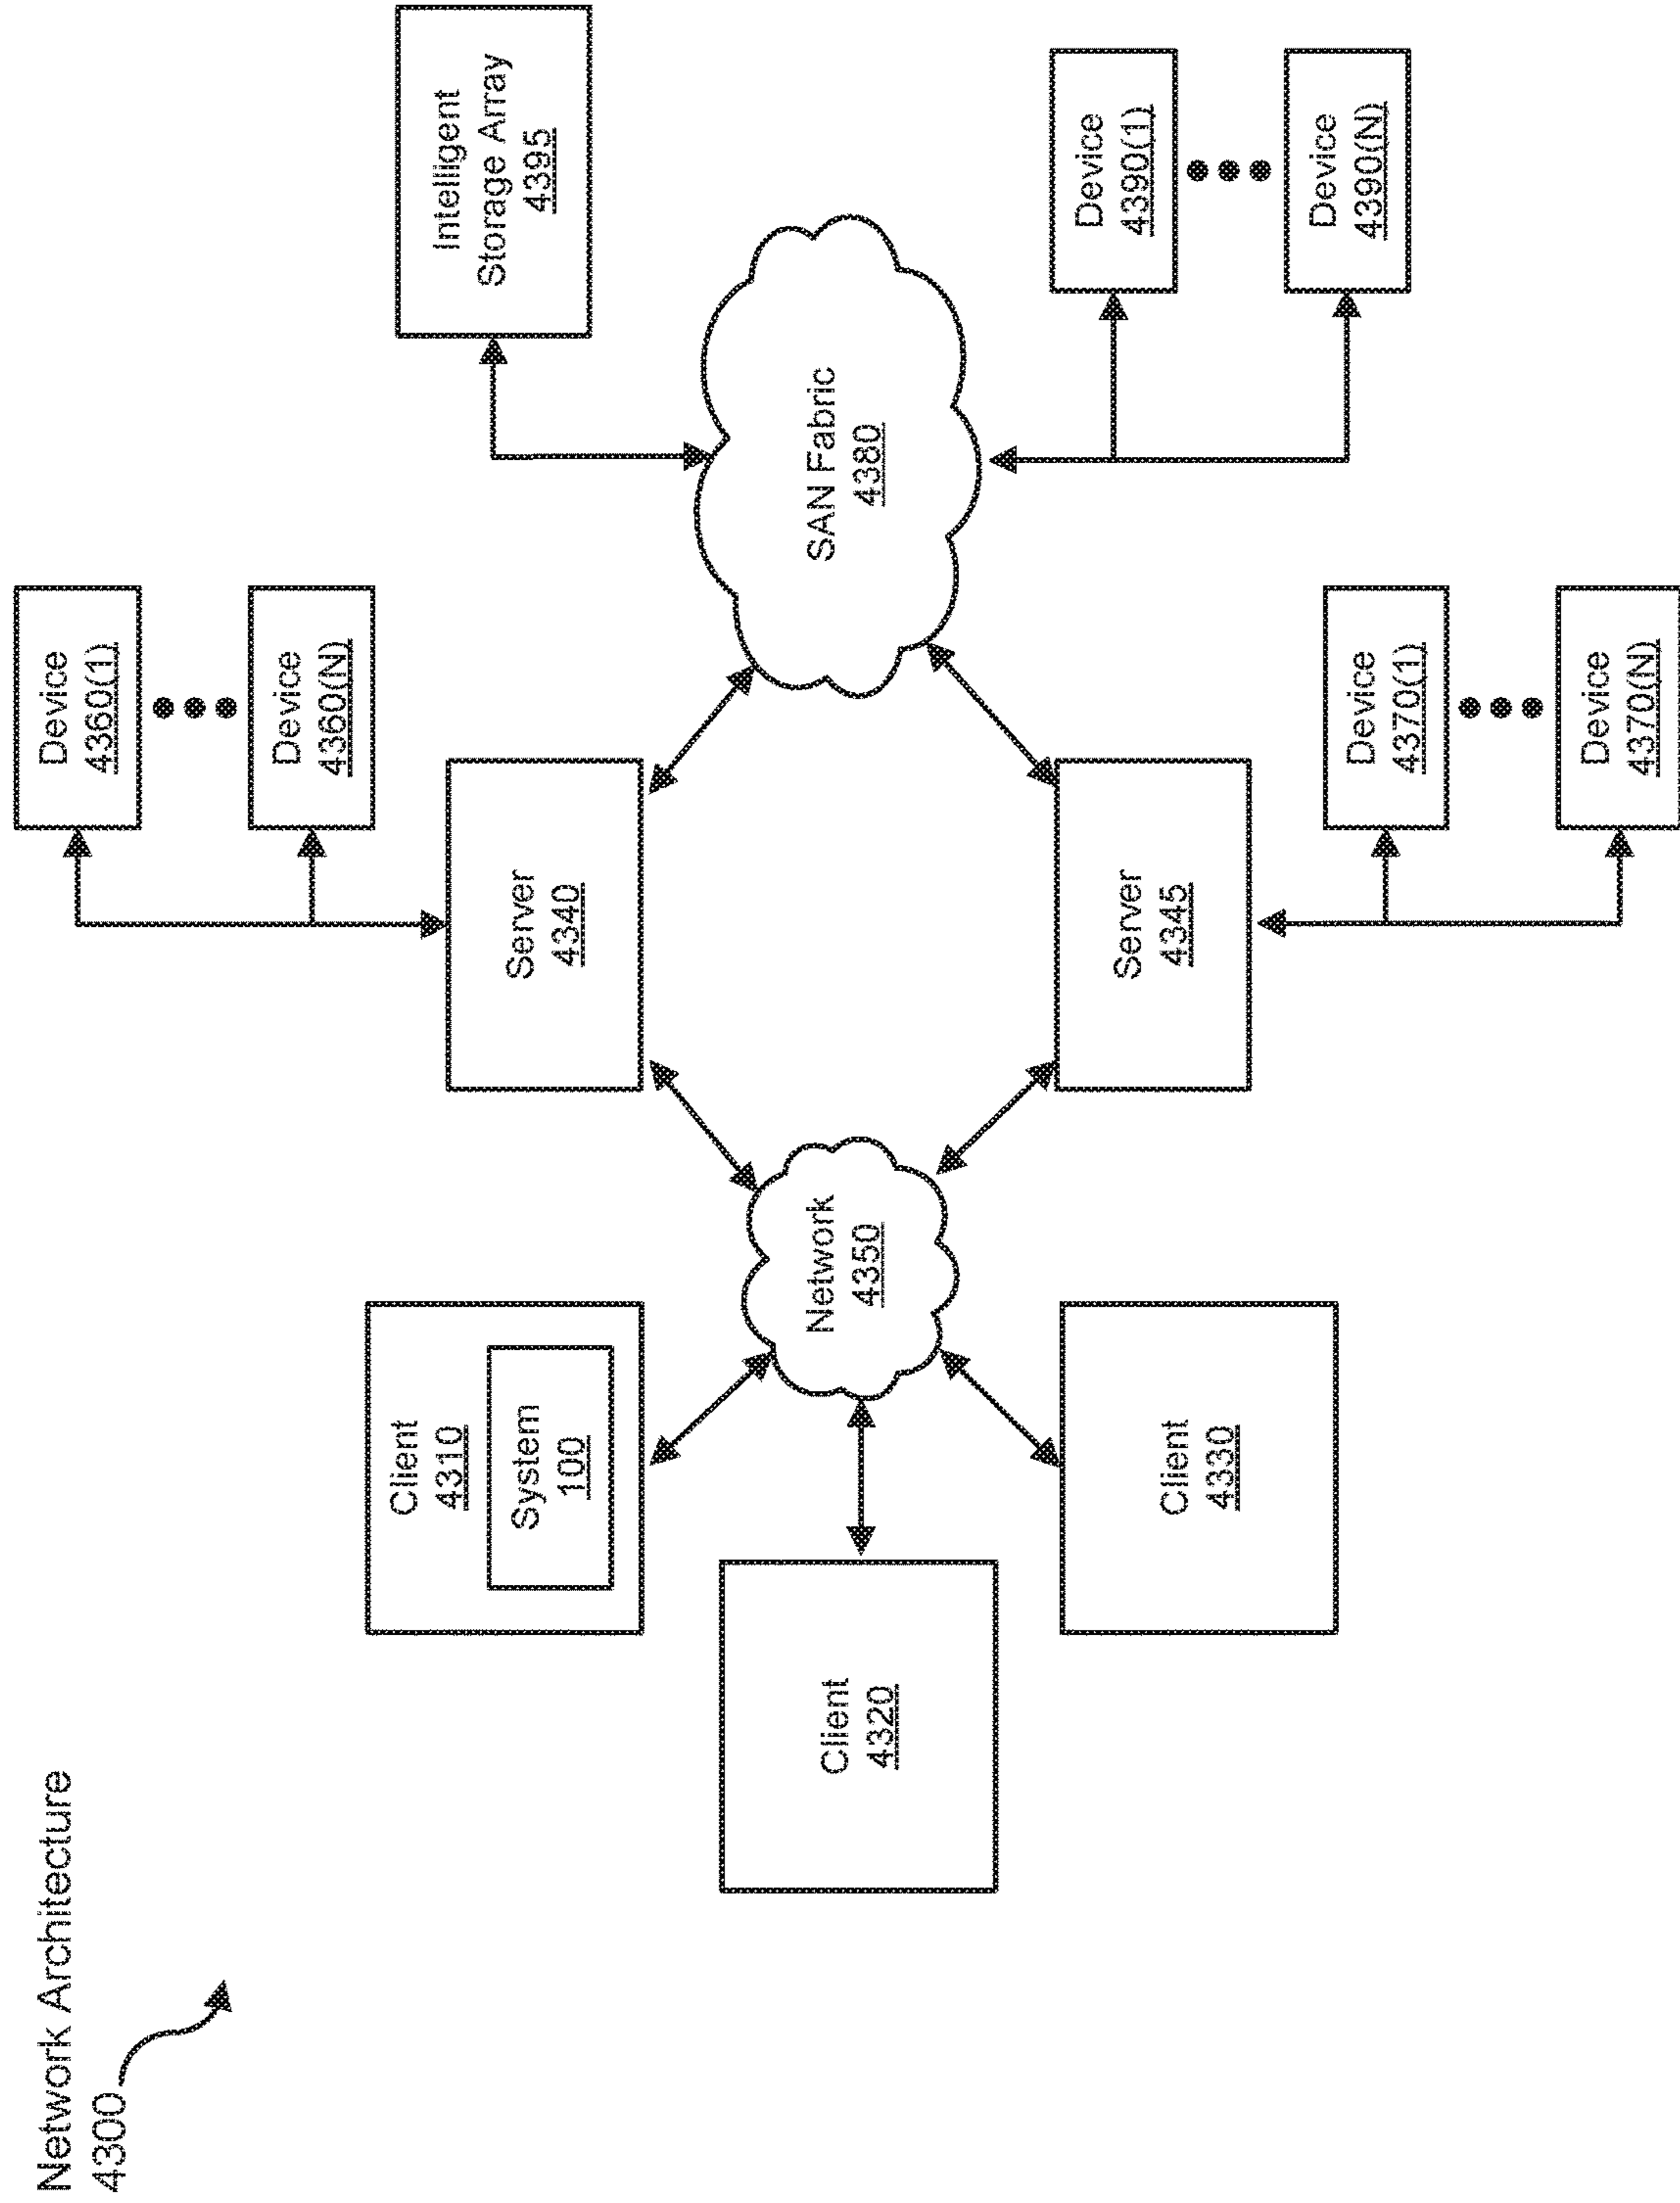 Network Architecture
4300
Client
4310
System
100
Client
4320
Client
4330
Network
4350
Server
4340
Server
4345
Device
4360(1)
Device
4360(N)
Device
4370(1)
Device
4370(N)
SAN Fabric
4380
Intelligent
Storage Array
4395
Device
4390(1)
Device
4390(N)